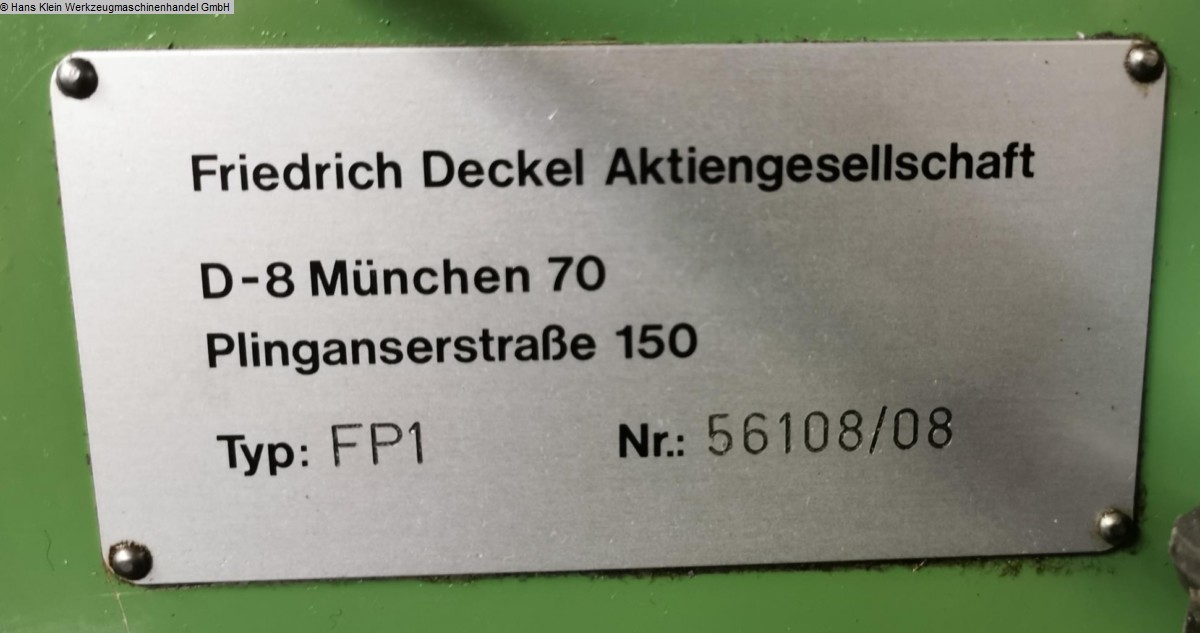 © Hans Klein Werkzeugmaschinenhandel GmbH
Friedrich Deckel Aktiengesellschaft
D-8 München 70
Plinganserstraße 150
Typ: FP1 Nr.: 56108/08